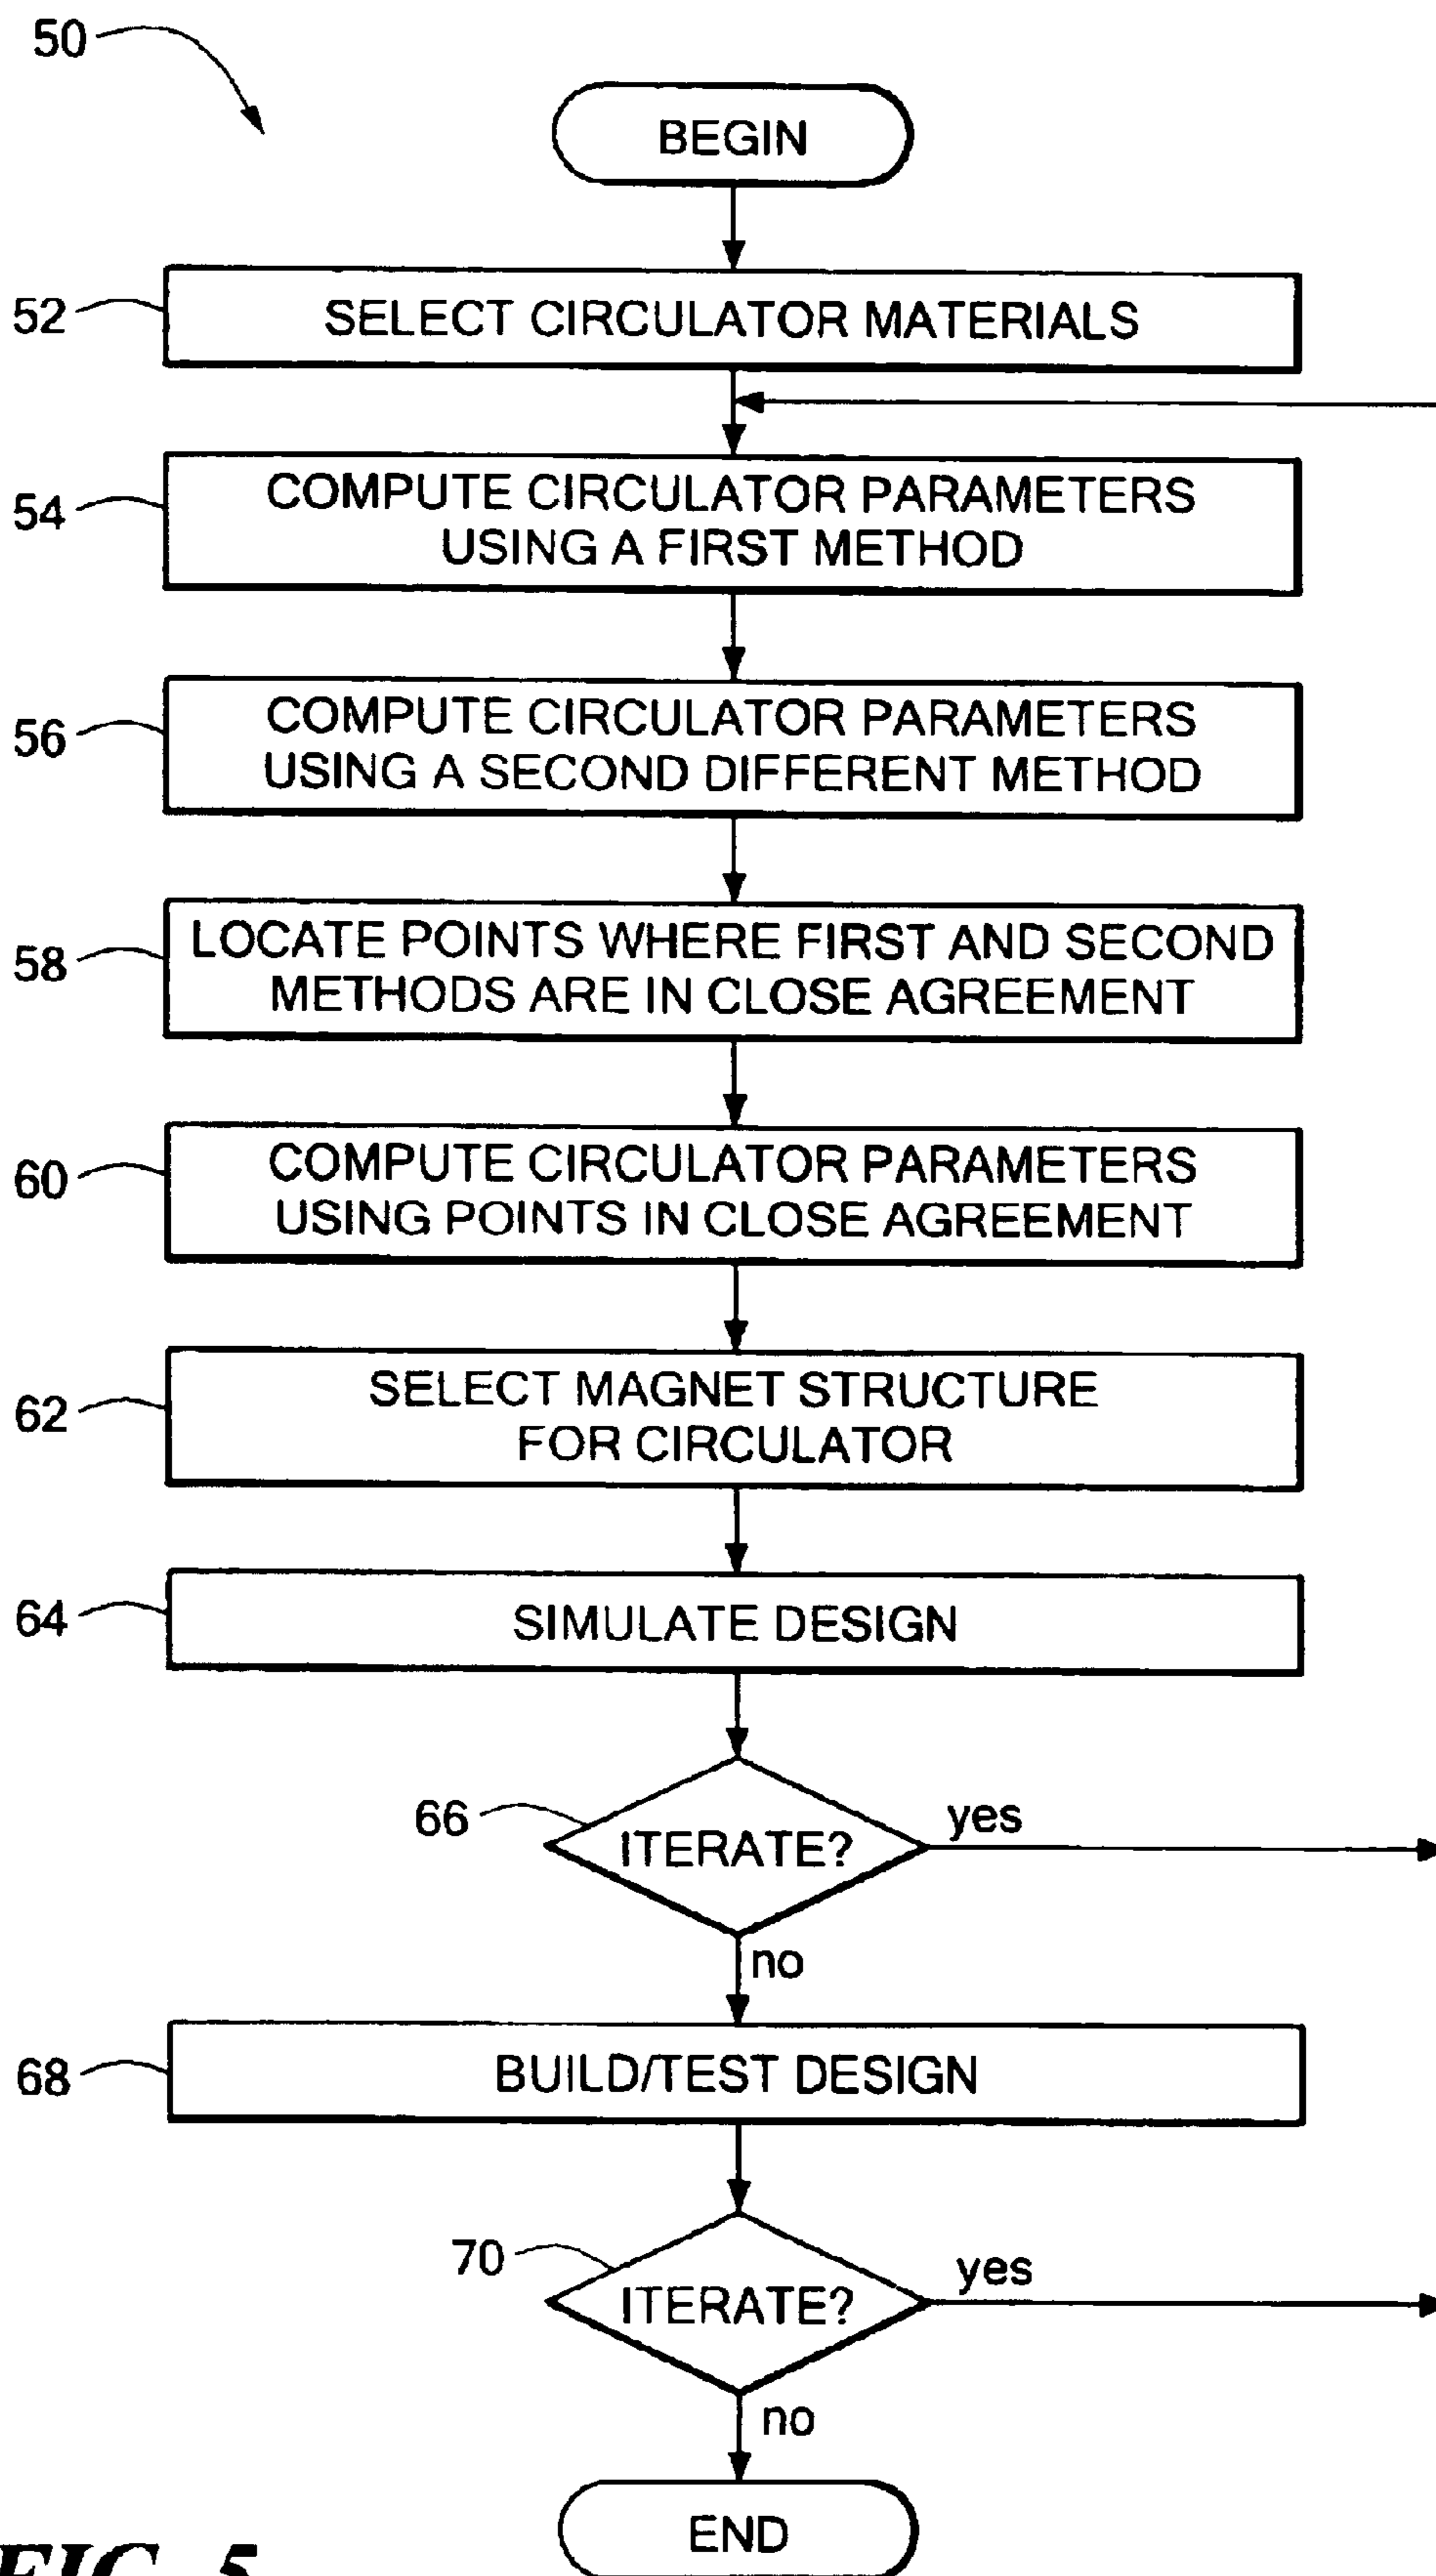 50
BEGIN
52
SELECT CIRCULATOR MATERIALS
54
COMPUTE CIRCULATOR PARAMETERS
USING A FIRST METHOD
56
COMPUTE CIRCULATOR PARAMETERS
USING A SECOND DIFFERENT METHOD
58
LOCATE POINTS WHERE FIRST AND SECOND
METHODS ARE IN CLOSE AGREEMENT
60
COMPUTE CIRCULATOR PARAMETERS
USING POINTS IN CLOSE AGREEMENT
62
SELECT MAGNET STRUCTURE
FOR CIRCULATOR
64
SIMULATE DESIGN
66
ITERATE?
yes
no
68
BUILD/TEST DESIGN
70
ITERATE?
yes
no
END
FIG. 5